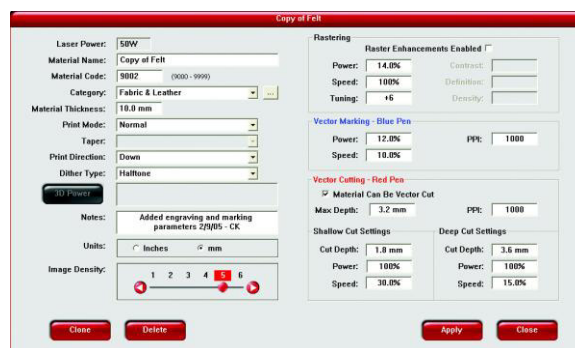 Copy of Felt
Laser Power: 50W
Material Name: Copy of Felt
Material Code: 9002 (9000 - 9999)
Category: Fabric & Leather ...
Material Thickness: 10.0 mm
Print Mode: Normal
Taper:
Print Direction: Down
Dither Type: Halftone
3D Power
Notes: Added engraving and marking
parameters 2/9/05 - CK
Units: Inches mm
Image Density: 1 2 3 4 5 6
Clone Delete
Rastering
Raster Enhancements Enabled
Power: 14.0% Contrast:
Speed: 100% Definition:
Tuning: +6 Density:
Vector Marking - Blue Pen
Power: 12.0% PPI: 1000
Speed: 10.0%
Vector Cutting - Red Pen
Material Can Be Vector Cut
Max Depth: 3.2 mm PPI: 1000
Shallow Cut Settings Deep Cut Settings
Cut Depth: 1.8 mm Cut Depth: 3.6 mm
Power: 100% Power: 100%
Speed: 30.0% Speed: 15.0%
Apply Close